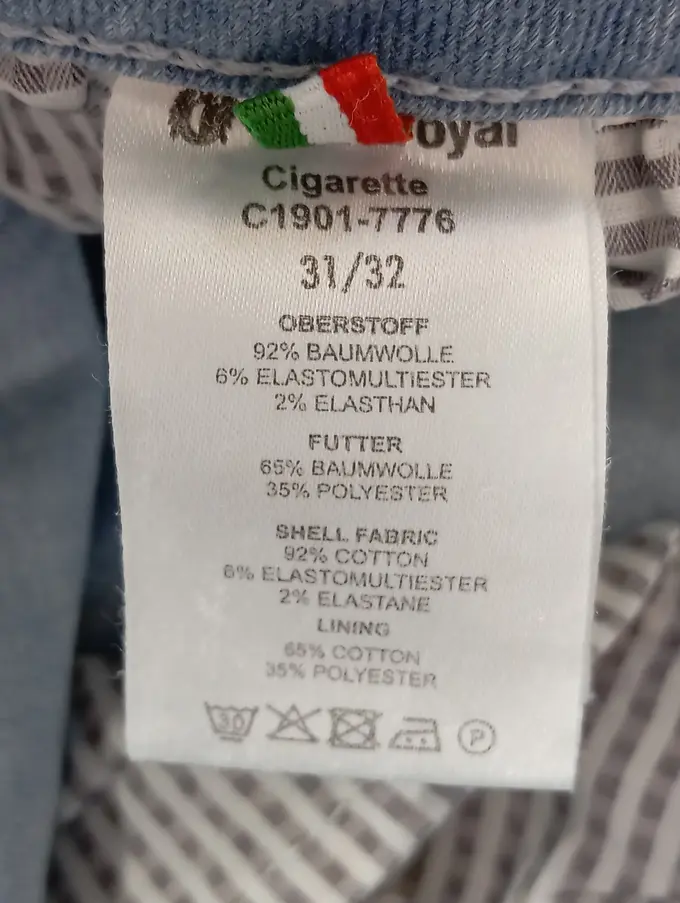 Cigarette
C1901-7776
31/32
OBERSTOFF
92% BAUMWOLLE
6% ELASTOMULTIESTER
2% ELASTHAN
FUTTER
65% BAUMWOLLE
35% POLYESTER
SHELL FABRIC
92% COTTON
6% ELASTOMULTIESTER
2% ELASTANE
LINING
65% COTTON
35% POLYESTER
30 P